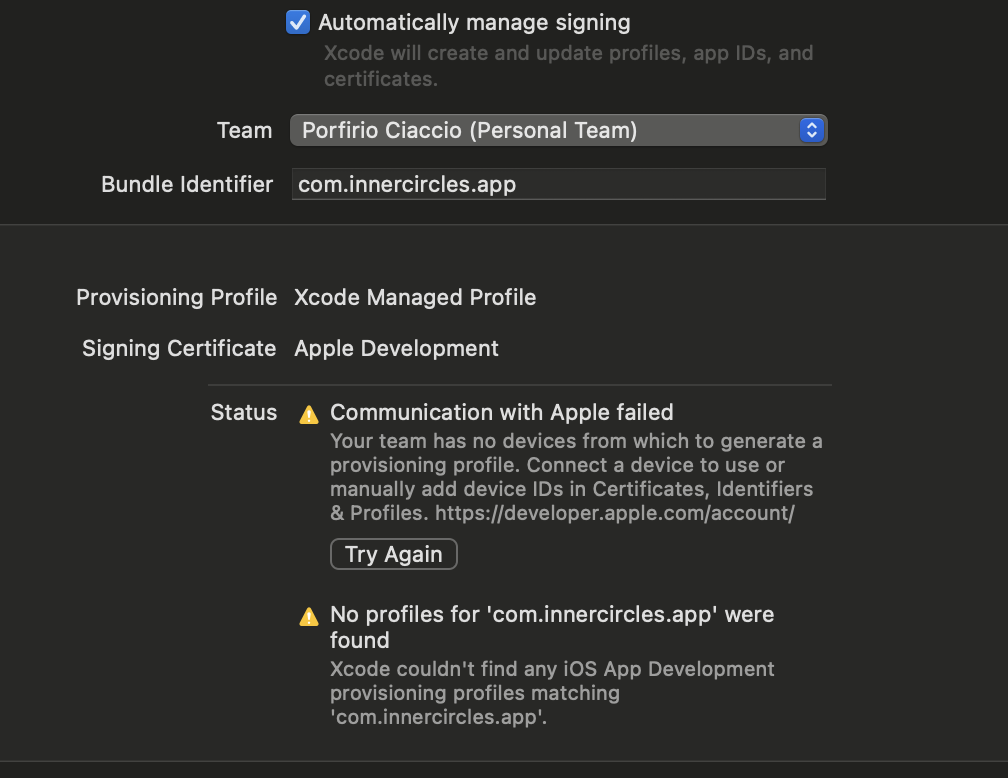 Automatically manage signing
Xcode will create and update profiles, app IDs, and
certificates.
Team Porfirio Ciaccio (Personal Team)
Bundle Identifier com.innercircles.app
Provisioning Profile Xcode Managed Profile
Signing Certificate Apple Development
Status Communication with Apple failed
Your team has no devices from which to generate a
provisioning profile. Connect a device to use or
manually add device IDs in Certificates, Identifiers
& Profiles. https://developer.apple.com/account/
Try Again
No profiles for 'com.innercircles.app' were
found
Xcode couldn't find any iOS App Development
provisioning profiles matching
'com.innercircles.app'.